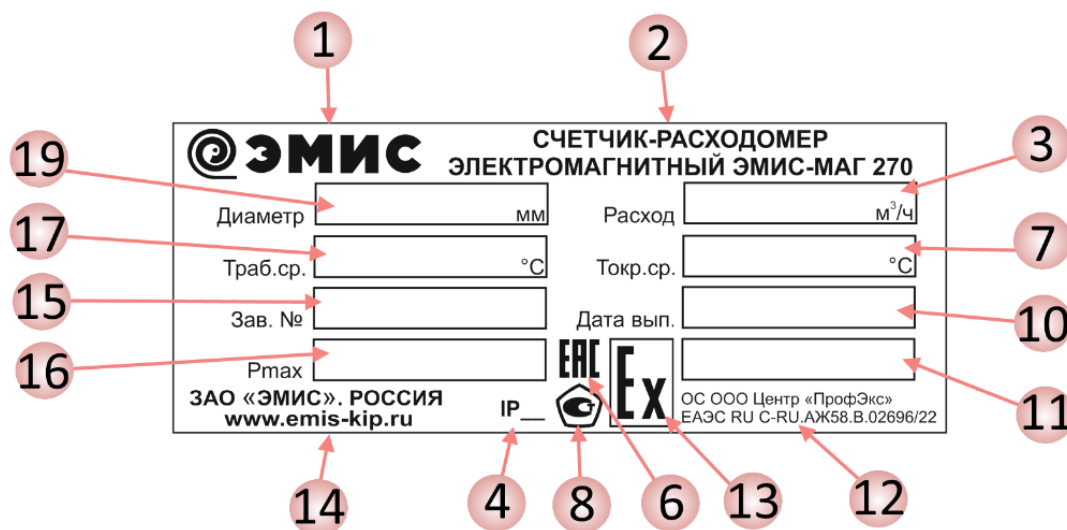 1
2
ЭМИС
СЧЕТЧИК-РАСХОДОМЕР
ЭЛЕКТРОМАГНИТНЫЙ ЭМИС-МАГ 270
3
19
Диаметр
мм
Расход
м³/ч
17
Траб.ср.
°C
Токр.ср.
°C
7
15
Зав. №
Дата вып.
10
16
Pmax
EAC
Ex
11
ЗАО «ЭМИС». РОССИЯ
www.emis-kip.ru
IP__
ОС ООО Центр «ПрофЭкс»
ЕАЭС RU C-RU.АЖ58.В.02696/22
14
4
8
6
13
12